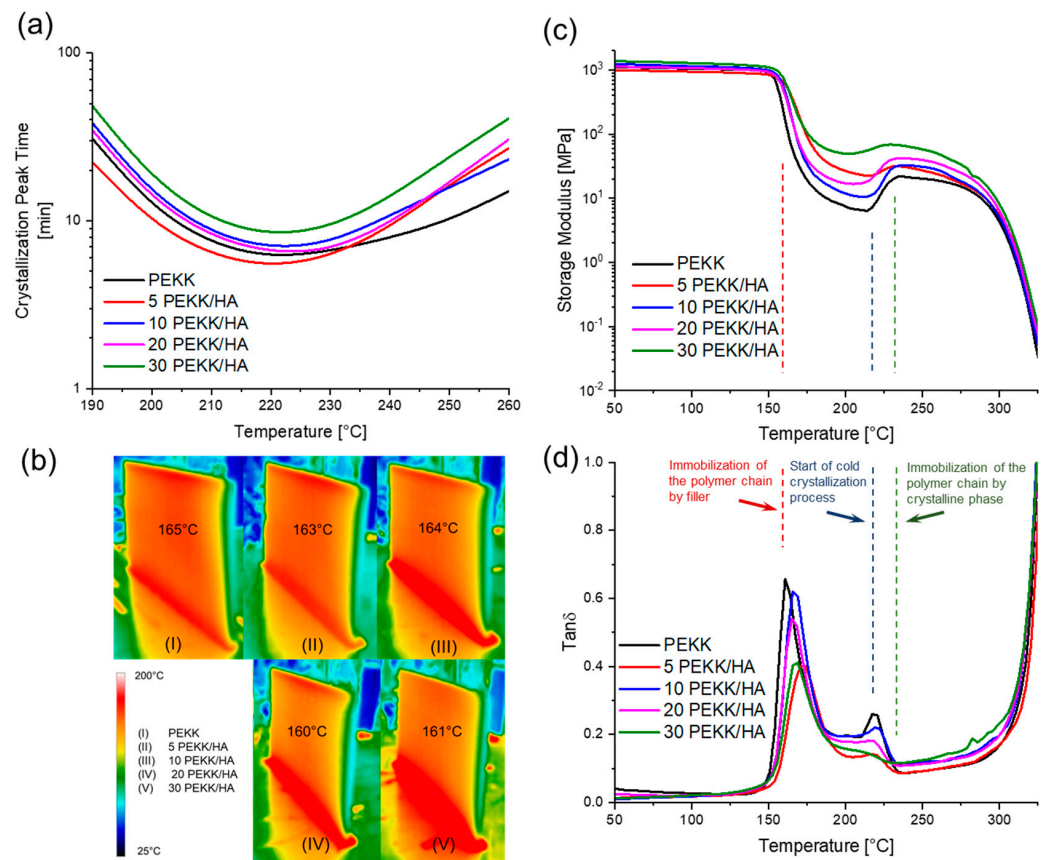 (a)
100
10
1
190 200 210 220 230 240 250 260
Crystallization Peak Time
[min]
Temperature [°C]
PEKK
5 PEKK/HA
10 PEKK/HA
20 PEKK/HA
30 PEKK/HA
(b)
165°C
163°C
164°C
(I)
(II)
(III)
160°C
161°C
(IV)
(V)
200°C
25°C
(I) PEKK
(II) 5 PEKK/HA
(III) 10 PEKK/HA
(IV) 20 PEKK/HA
(V) 30 PEKK/HA
(c)
10³
10²
10¹
10⁰
10⁻¹
10⁻²
50 100 150 200 250 300
Storage Modulus [MPa]
Temperature [°C]
PEKK
5 PEKK/HA
10 PEKK/HA
20 PEKK/HA
30 PEKK/HA
(d)
Immobilization of
the polymer chain
by filler
Start of cold
crystallization
process
Immobilization of the
polymer chain by
crystalline phase
1.0
0.8
0.6
0.4
0.2
0.0
50 100 150 200 250 300
Tanδ
Temperature [°C]
PEKK
5 PEKK/HA
10 PEKK/HA
20 PEKK/HA
30 PEKK/HA